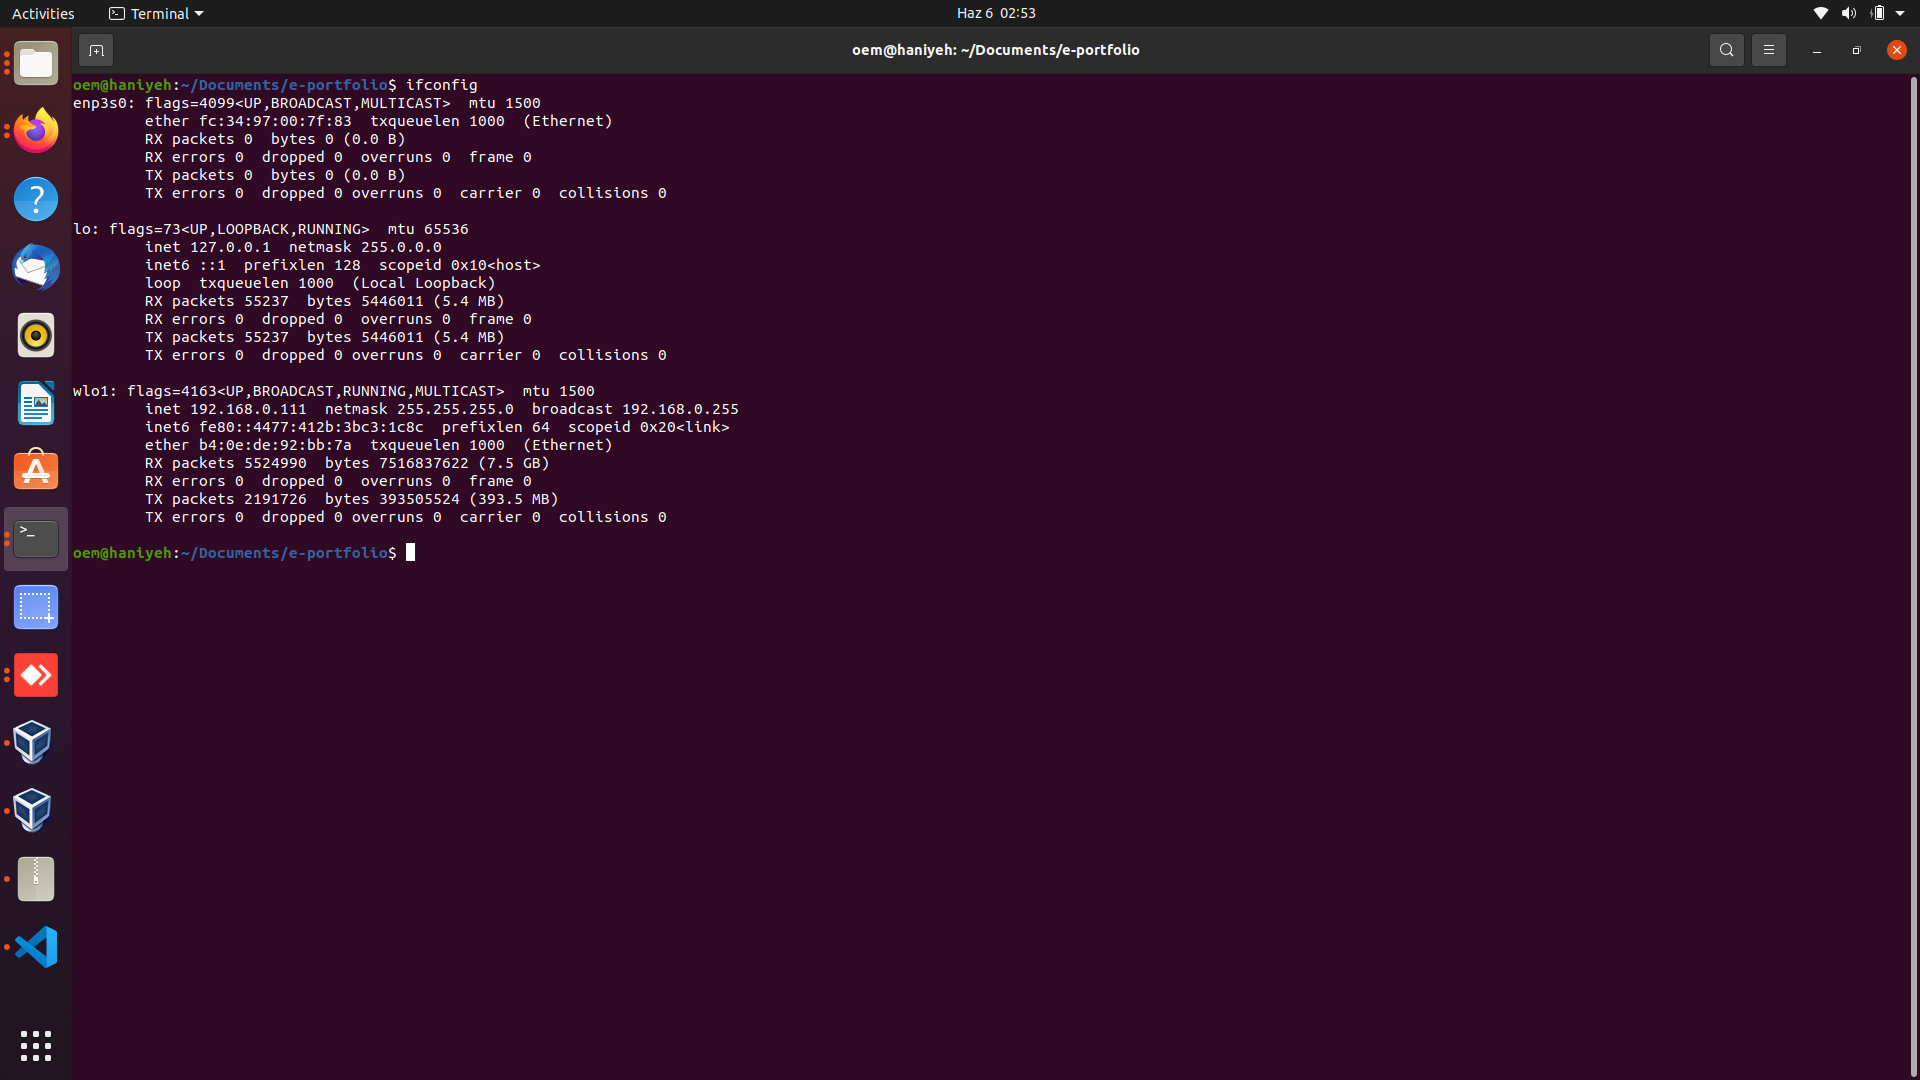 Activities Terminal Haz 6 02:53
oem@haniyeh: ~/Documents/e-portfolio
oem@haniyeh:~/Documents/e-portfolio$ ifconfig
enp3s0: flags=4099<UP,BROADCAST,MULTICAST>  mtu 1500
        ether fc:34:97:00:7f:83  txqueuelen 1000  (Ethernet)
        RX packets 0  bytes 0 (0.0 B)
        RX errors 0  dropped 0  overruns 0  frame 0
        TX packets 0  bytes 0 (0.0 B)
        TX errors 0  dropped 0 overruns 0  carrier 0  collisions 0

lo: flags=73<UP,LOOPBACK,RUNNING>  mtu 65536
        inet 127.0.0.1  netmask 255.0.0.0
        inet6 ::1  prefixlen 128  scopeid 0x10<host>
        loop  txqueuelen 1000  (Local Loopback)
        RX packets 55237  bytes 5446011 (5.4 MB)
        RX errors 0  dropped 0  overruns 0  frame 0
        TX packets 55237  bytes 5446011 (5.4 MB)
        TX errors 0  dropped 0 overruns 0  carrier 0  collisions 0

wlo1: flags=4163<UP,BROADCAST,RUNNING,MULTICAST>  mtu 1500
        inet 192.168.0.111  netmask 255.255.255.0  broadcast 192.168.0.255
        inet6 fe80::4477:412b:3bc3:1c8c  prefixlen 64  scopeid 0x20<link>
        ether b4:0e:de:92:bb:7a  txqueuelen 1000  (Ethernet)
        RX packets 5524990  bytes 7516837622 (7.5 GB)
        RX errors 0  dropped 0  overruns 0  frame 0
        TX packets 2191726  bytes 393505524 (393.5 MB)
        TX errors 0  dropped 0 overruns 0  carrier 0  collisions 0

oem@haniyeh:~/Documents/e-portfolio$